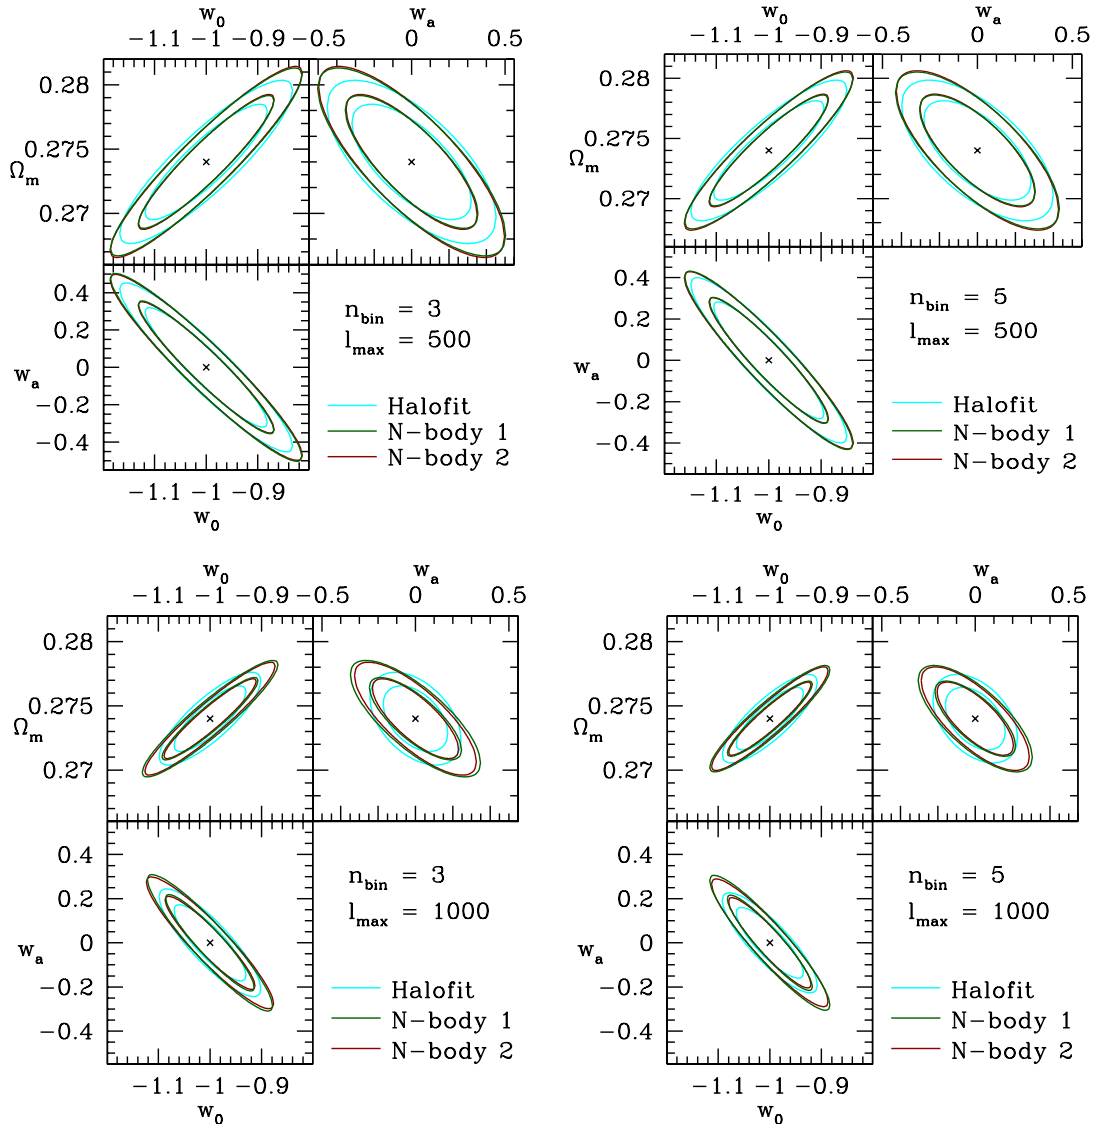 w₀ wₐ
−1.1 −1 −0.9 −0.5 0 0.5
0.28
0.275
Ωₘ
0.27
0.4
0.2
0
wₐ
−0.2
−0.4
−1.1 −1 −0.9
w₀
n_bin = 3
l_max = 500
Halofit
N−body 1
N−body 2
w₀ wₐ
−1.1 −1 −0.9 −0.5 0 0.5
0.28
0.275
Ωₘ
0.27
0.4
0.2
0
wₐ
−0.2
−0.4
−1.1 −1 −0.9
w₀
n_bin = 5
l_max = 500
Halofit
N−body 1
N−body 2
w₀ wₐ
−1.1 −1 −0.9 −0.5 0 0.5
0.28
0.275
Ωₘ
0.27
0.4
0.2
0
wₐ
−0.2
−0.4
−1.1 −1 −0.9
w₀
n_bin = 3
l_max = 1000
Halofit
N−body 1
N−body 2
w₀ wₐ
−1.1 −1 −0.9 −0.5 0 0.5
0.28
0.275
Ωₘ
0.27
0.4
0.2
0
wₐ
−0.2
−0.4
−1.1 −1 −0.9
w₀
n_bin = 5
l_max = 1000
Halofit
N−body 1
N−body 2